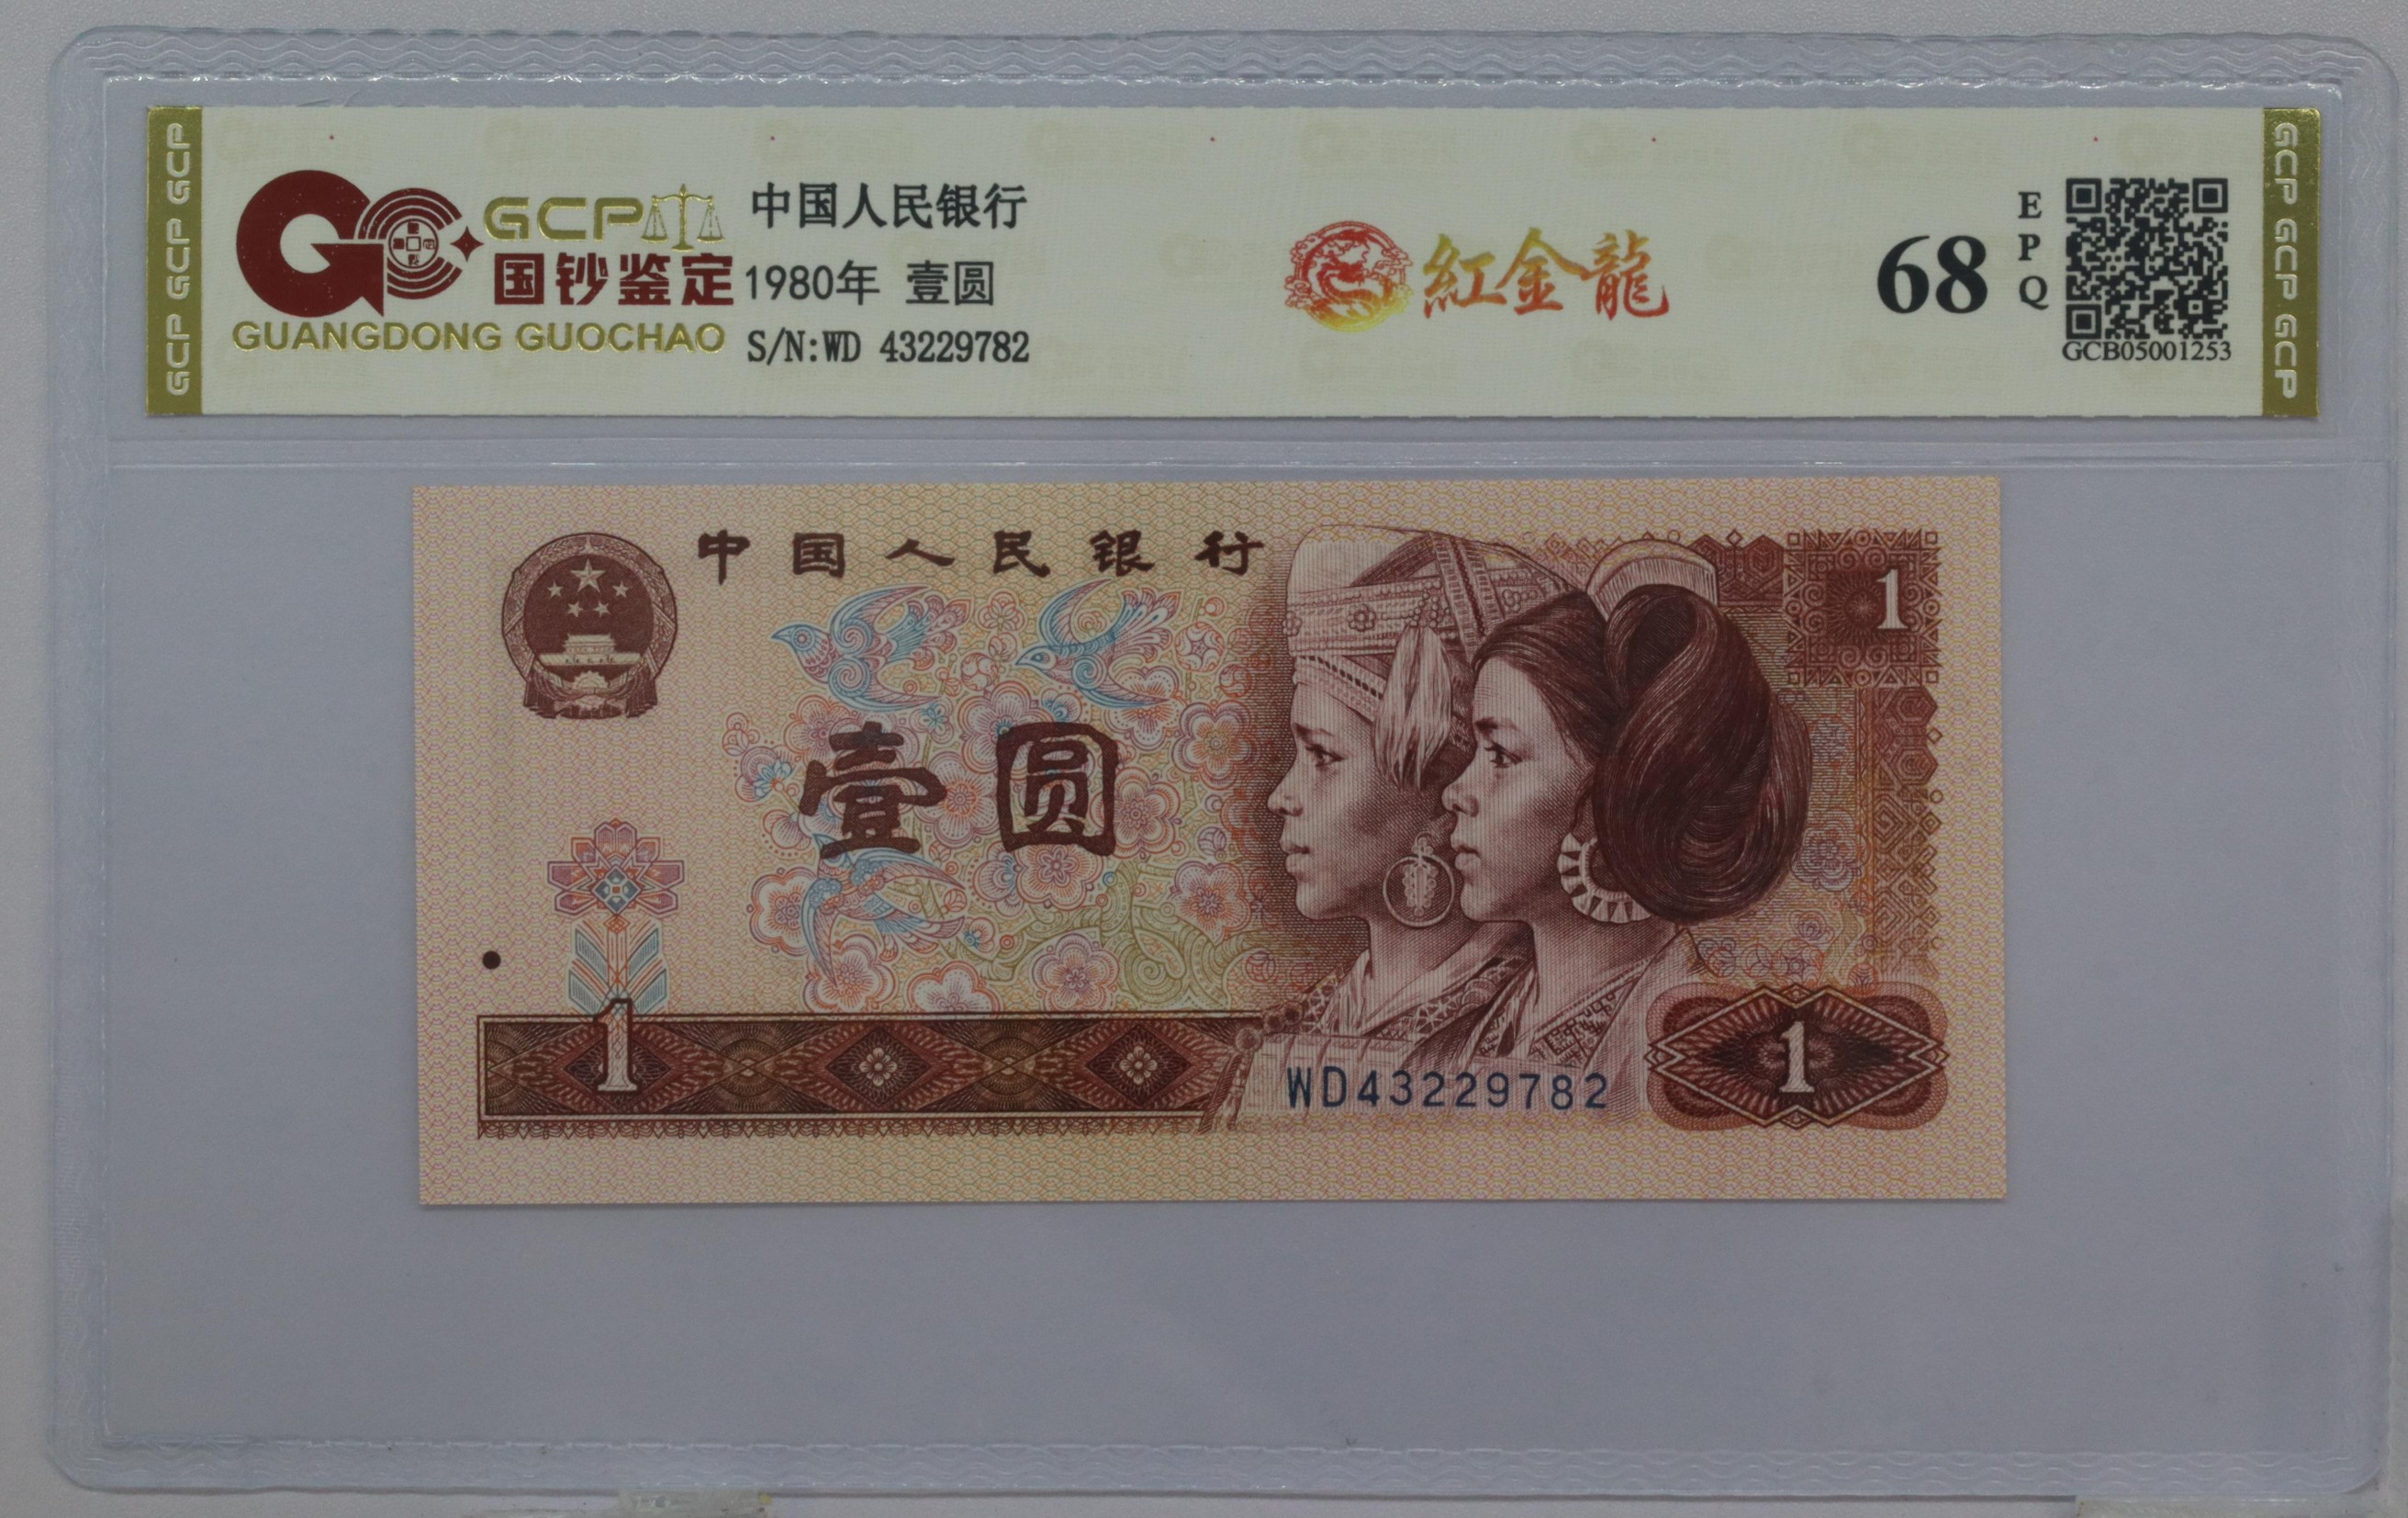 GCP GCP GCP
GCP
国钞鉴定
GUANGDONG GUOCHAO
中国人民银行
1980年 壹圆
S/N:WD 43229782
紅金龍
68
EPQ
GCB05001253
GCP GCP GCP
中国人民银行
1
壹圆
1
WD43229782
1